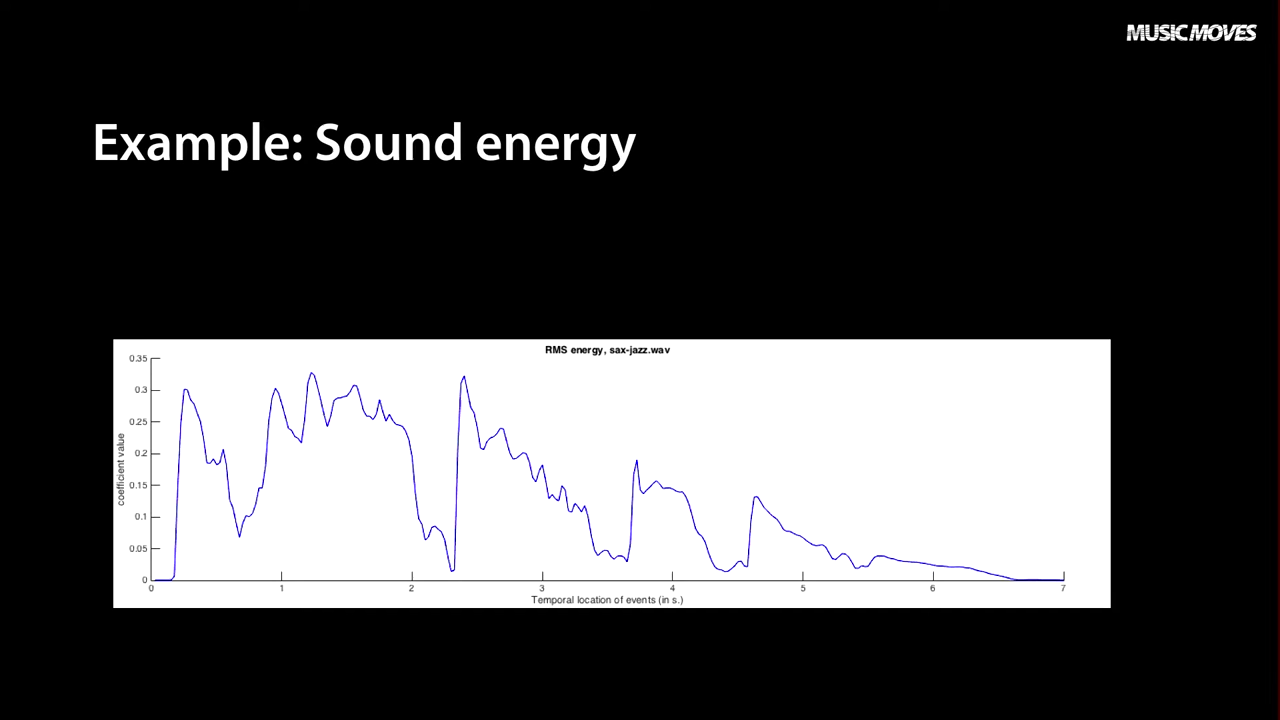 MUSIC MOVES
Example: Sound energy
RMS energy, sax-jazz.wav
0.35
0.3
0.25
0.2
0.15
0.1
0.05
0
coefficient value
0 1 2 3 4 5 6 7
Temporal location of events (in s.)